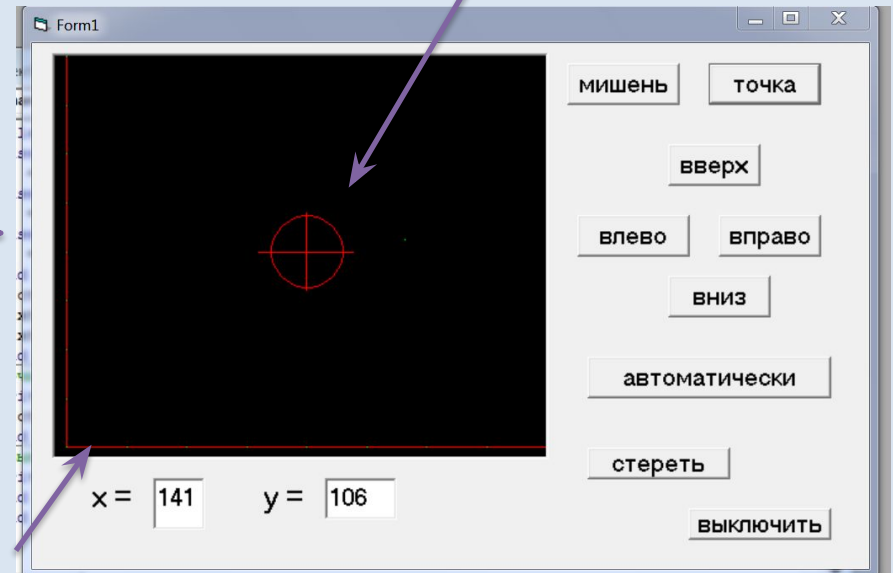 Form1
мишень точка
вверх
влево вправо
вниз
автоматически
стереть
x = 141 y = 106
выключить